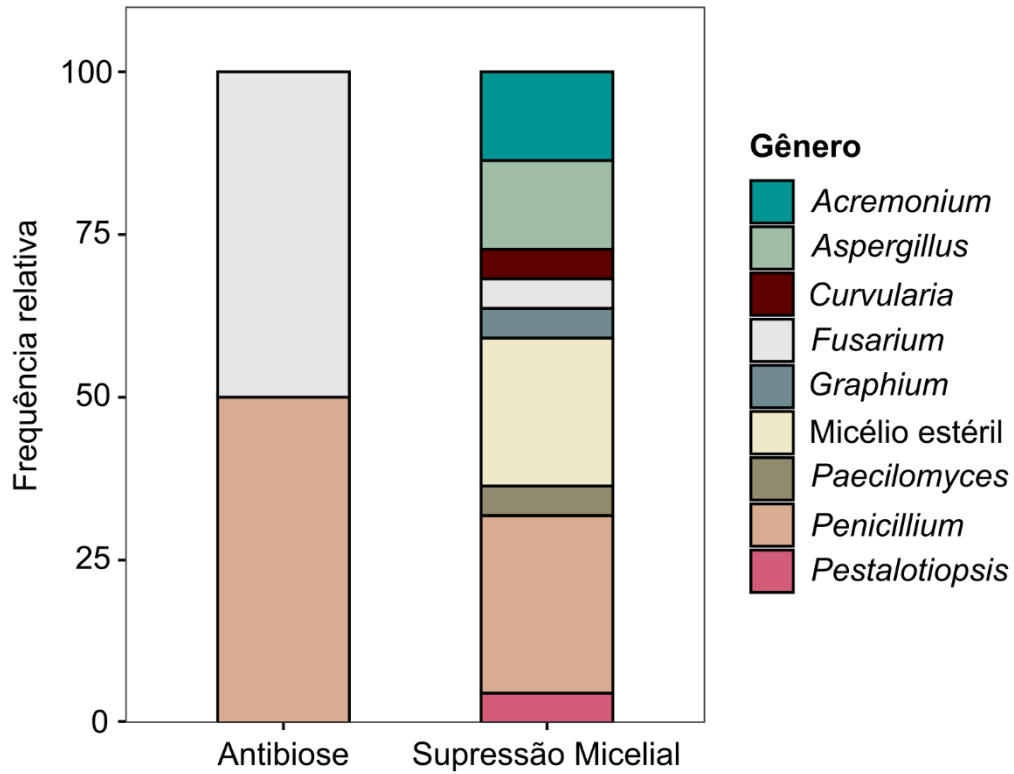 Frequência relativa
100
75
50
25
0
Antibiose
Supressão Micelial
Gênero
Acremonium
Aspergillus
Curvularia
Fusarium
Graphium
Micélio estéril
Paecilomyces
Penicillium
Pestalotiopsis